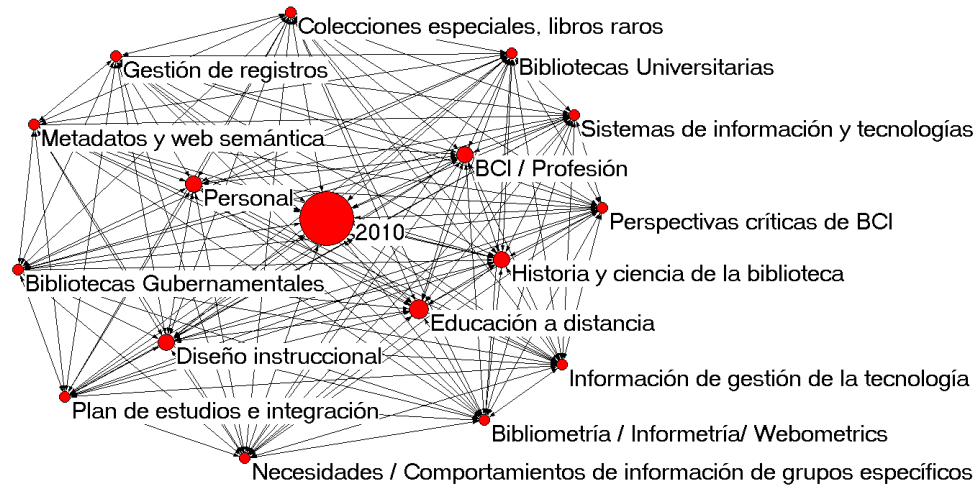 Colecciones especiales, libros raros
Gestión de registros
Bibliotecas Universitarias
Metadatos y web semántica
Sistemas de información y tecnologías
BCI / Profesión
Personal
2010
Perspectivas críticas de BCI
Historia y ciencia de la biblioteca
Bibliotecas Gubernamentales
Educación a distancia
Diseño instruccional
Información de gestión de la tecnología
Plan de estudios e integración
Bibliometría / Informetría/ Webometrics
Necesidades / Comportamientos de información de grupos específicos